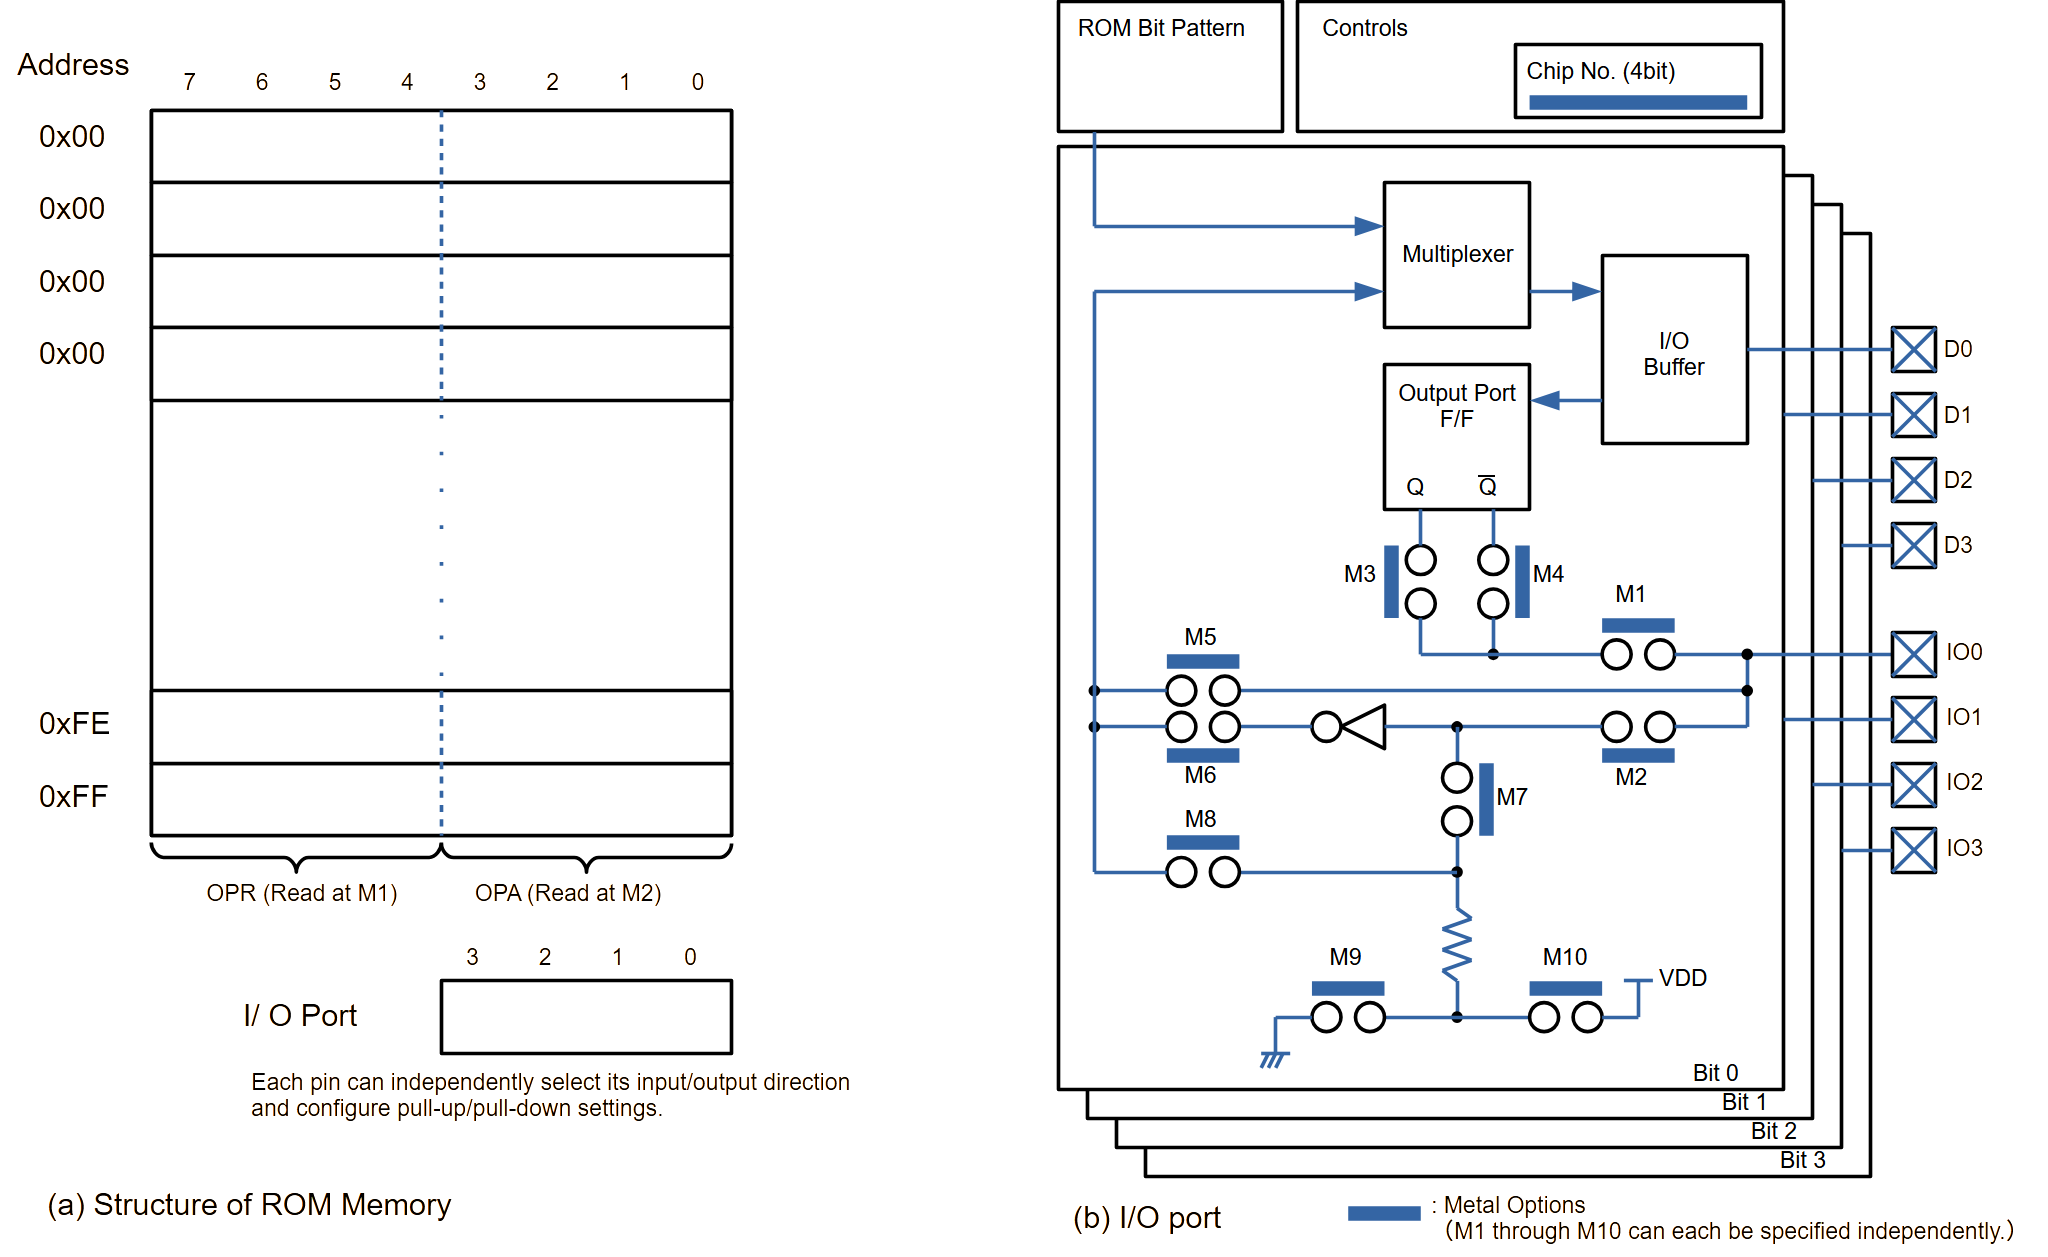 Address
7 6 5 4 3 2 1 0
0x00
0x00
0x00
0x00
0xFE
0xFF
OPR (Read at M1)
OPA (Read at M2)
3 2 1 0
I/ O Port
Each pin can independently select its input/output direction
and configure pull-up/pull-down settings.
(a) Structure of ROM Memory
ROM Bit Pattern
Controls
Chip No. (4bit)
Multiplexer
I/O
Buffer
Output Port
F/F
Q Q̅
D0
D1
D2
D3
M3
M4
M1
M5
M6
M2
M7
M8
M9
M10
VDD
IO0
IO1
IO2
IO3
Bit 0
Bit 1
Bit 2
Bit 3
(b) I/O port
: Metal Options
(M1 through M10 can each be specified independently.)